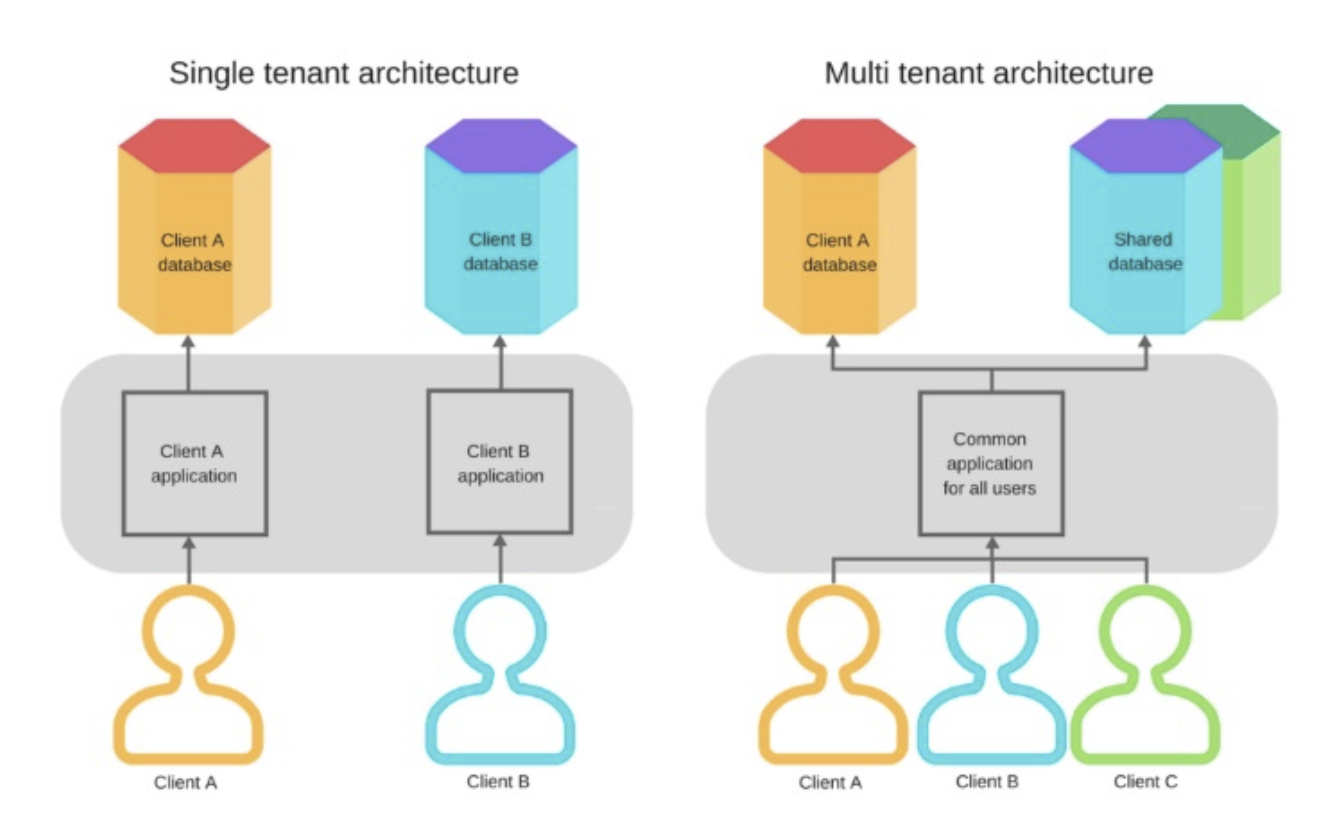 Single tenant architecture
Multi tenant architecture
Client A
database
Client B
database
Client A
database
Shared
database
Client A
application
Client B
application
Common
application
for all users
Client A
Client B
Client A
Client B
Client C